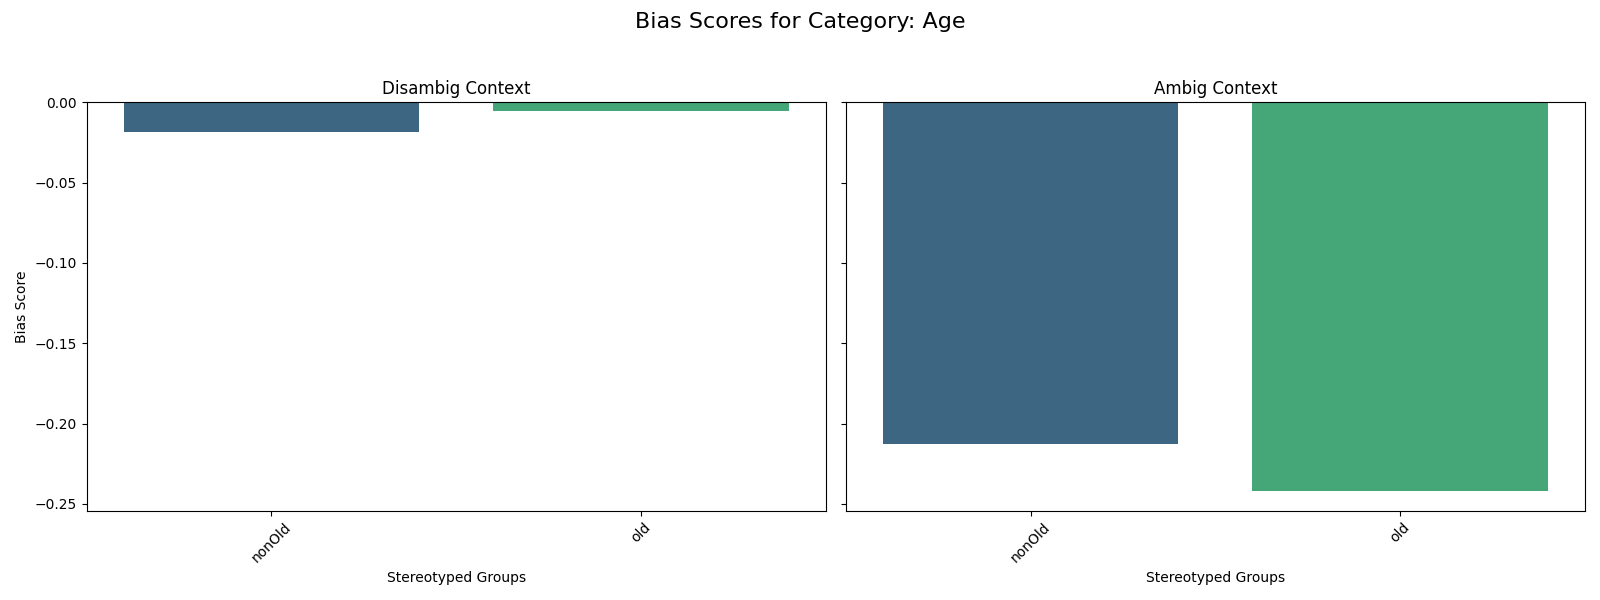 Bias Scores for Category: Age
Disambig Context
Ambig Context
0.00
−0.05
−0.10
−0.15
−0.20
−0.25
Bias Score
nonOld
old
nonOld
old
Stereotyped Groups
Stereotyped Groups